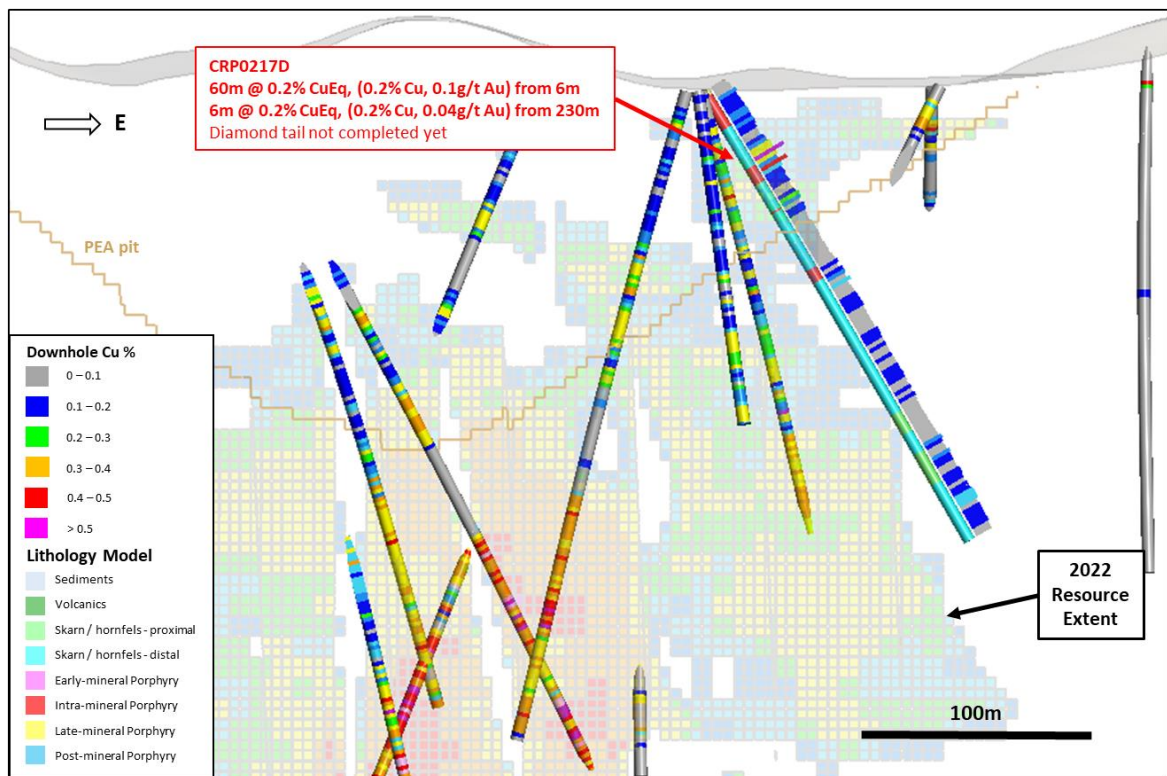 CRP0217D
60m @ 0.2% CuEq, (0.2% Cu, 0.1g/t Au) from 6m
6m @ 0.2% CuEq, (0.2% Cu, 0.04g/t Au) from 230m
Diamond tail not completed yet
E
PEA pit
Downhole Cu %
0 – 0.1
0.1 – 0.2
0.2 – 0.3
0.3 – 0.4
0.4 – 0.5
> 0.5
Lithology Model
Sediments
Volcanics
Skarn / hornfels - proximal
Skarn / hornfels - distal
Early-mineral Porphyry
Intra-mineral Porphyry
Late-mineral Porphyry
Post-mineral Porphyry
2022
Resource
Extent
100m